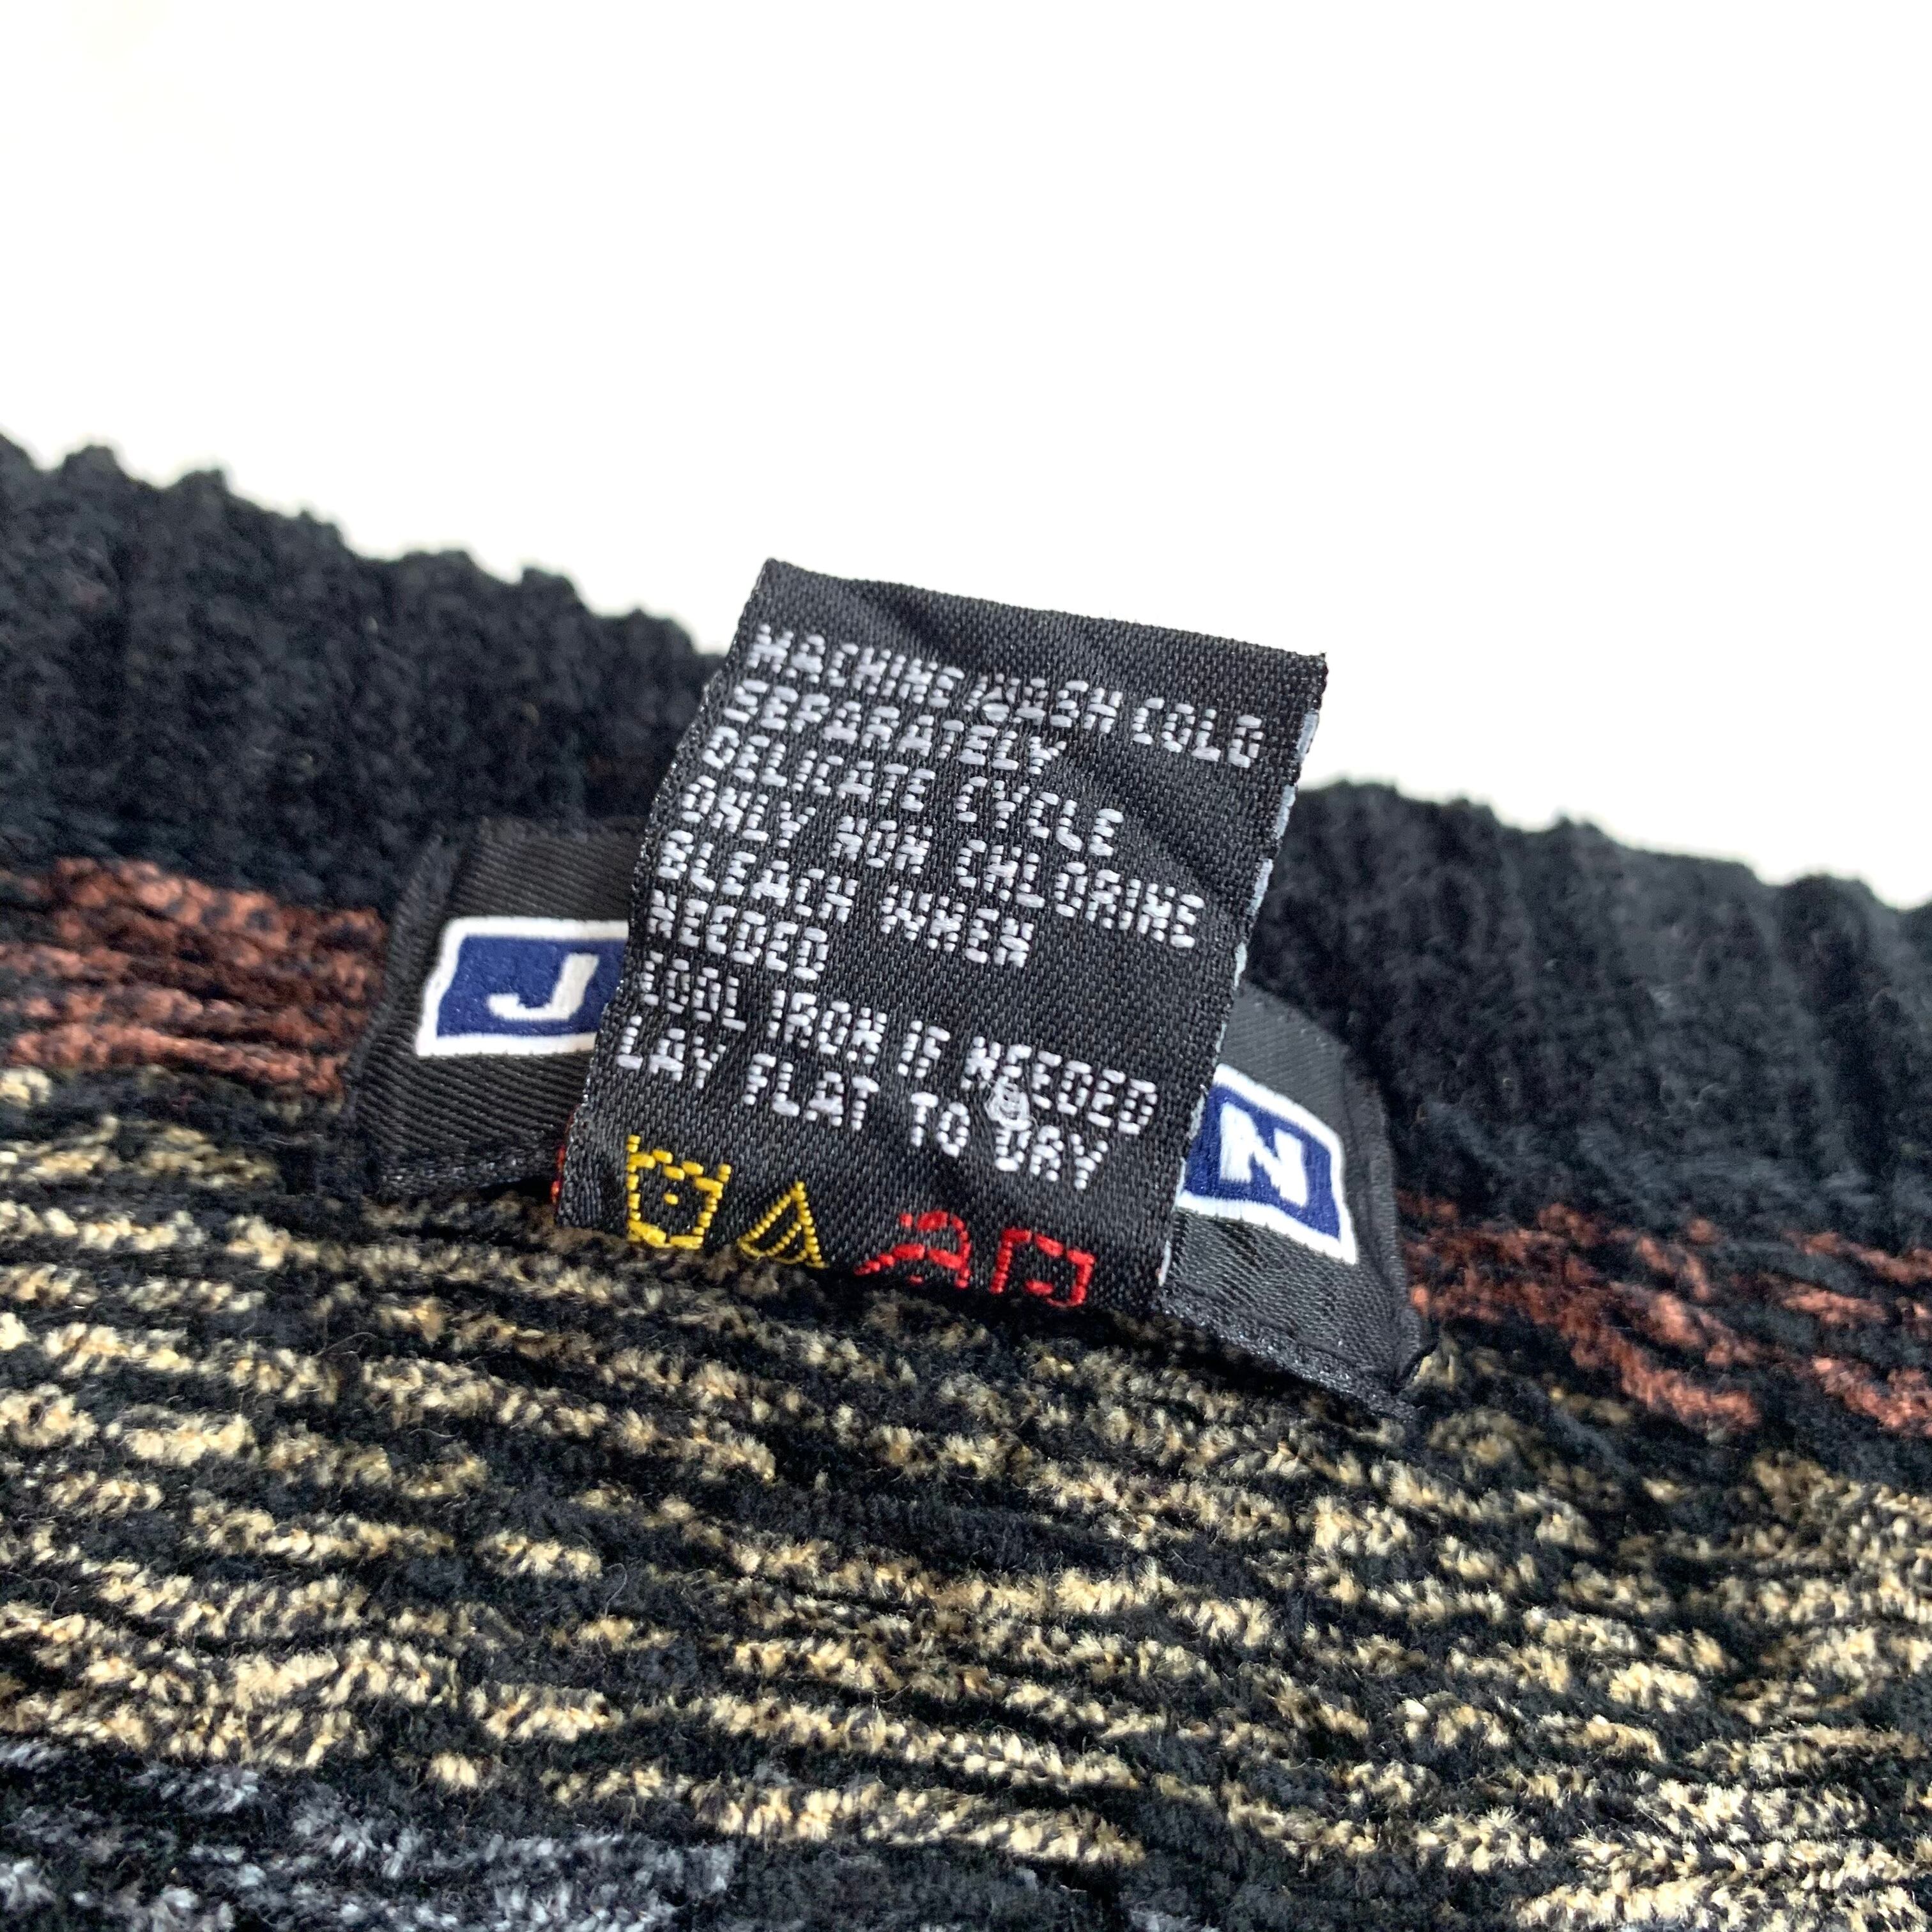 MACHINE WASH COLD
SEPARATELY
DELICATE CYCLE
ONLY NON CHLORINE
BLEACH WHEN
NEEDED
COOL IRON IF NEEDED
LAY FLAT TO DRY
J N